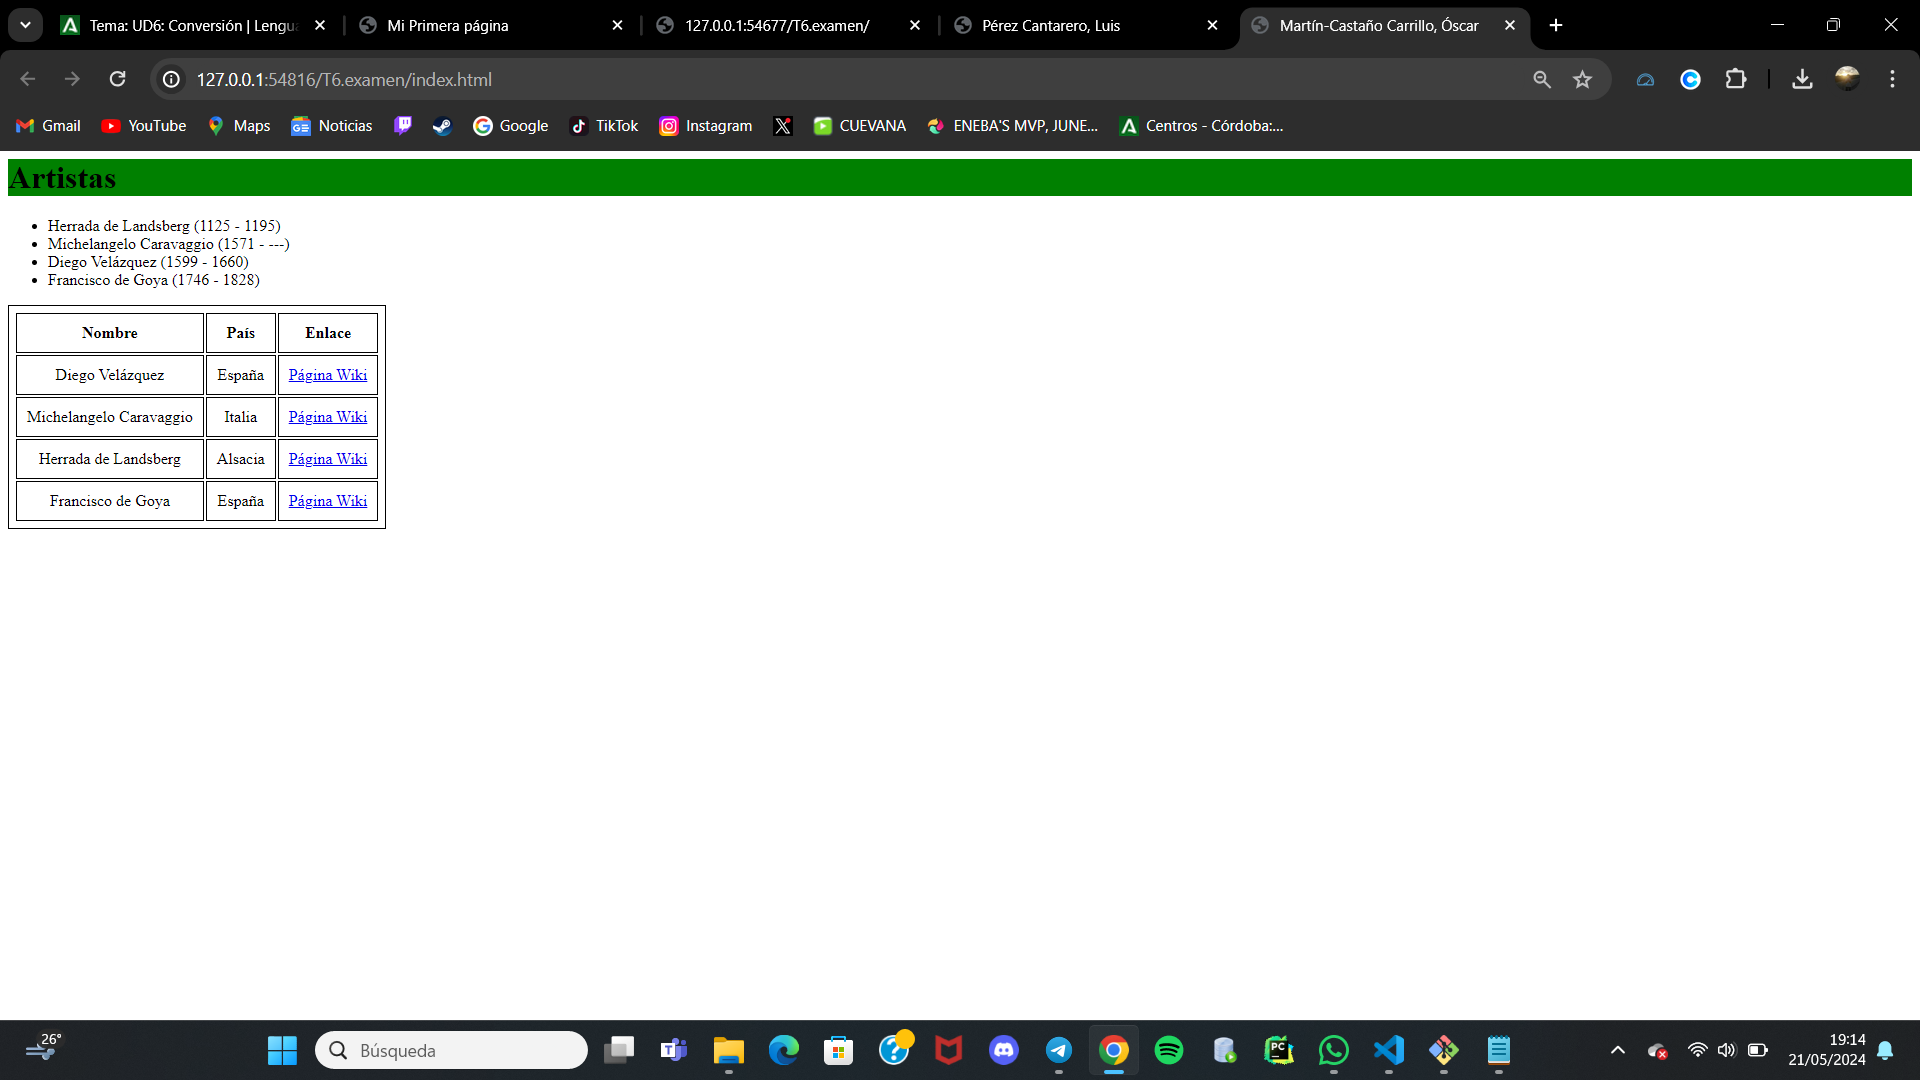 Tema: UD6: Conversión | Lengua
Mi Primera página
127.0.0.1:54677/T6.examen/
Pérez Cantarero, Luis
Martín-Castaño Carrillo, Óscar
127.0.0.1:54816/T6.examen/index.html
Gmail YouTube Maps Noticias Google TikTok Instagram CUEVANA ENEBA'S MVP, JUNE... Centros - Córdoba:...
Artistas
Herrada de Landsberg (1125 - 1195)
Michelangelo Caravaggio (1571 - ---)
Diego Velázquez (1599 - 1660)
Francisco de Goya (1746 - 1828)
Nombre País Enlace
Diego Velázquez España Página Wiki
Michelangelo Caravaggio Italia Página Wiki
Herrada de Landsberg Alsacia Página Wiki
Francisco de Goya España Página Wiki
26°
Búsqueda
19:14
21/05/2024